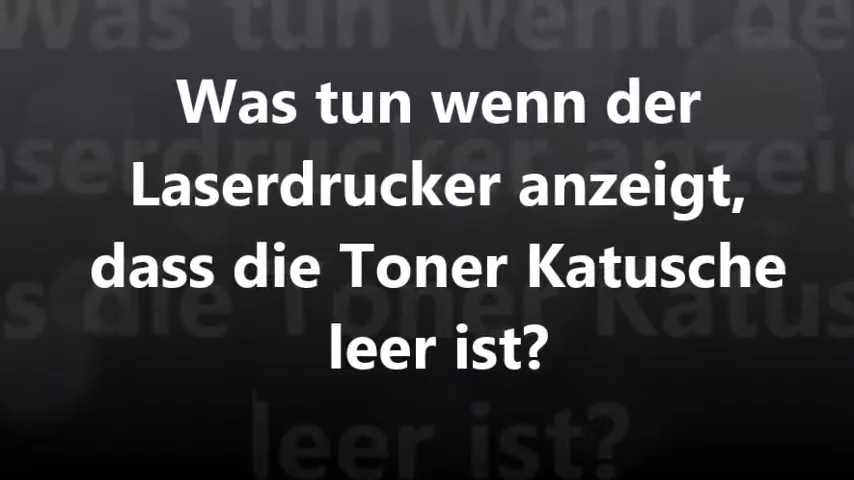 Was tun wenn der
Laserdrucker anzeigt,
dass die Toner Katusche
leer ist?